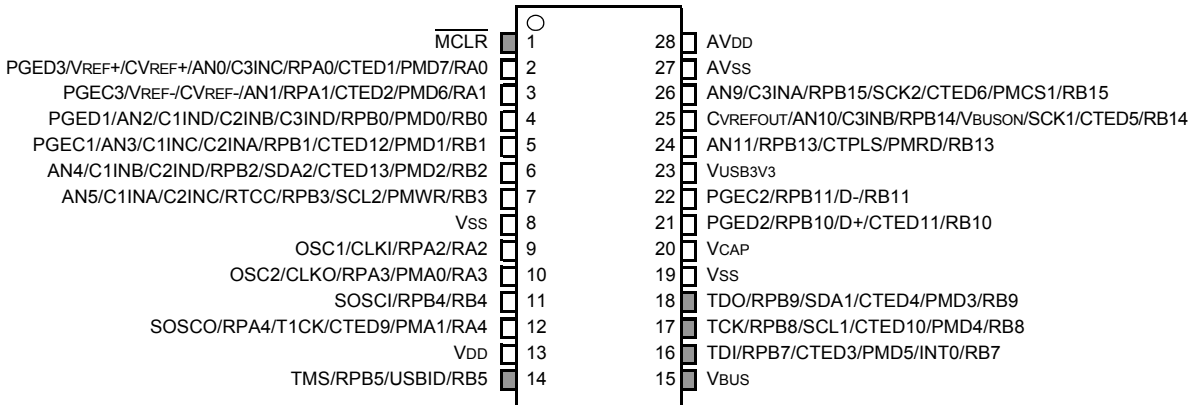 MCLR 1 28 AVDD
PGED3/VREF+/CVREF+/AN0/C3INC/RPA0/CTED1/PMD7/RA0 2 27 AVSS
PGEC3/VREF-/CVREF-/AN1/RPA1/CTED2/PMD6/RA1 3 26 AN9/C3INA/RPB15/SCK2/CTED6/PMCS1/RB15
PGED1/AN2/C1IND/C2INB/C3IND/RPB0/PMD0/RB0 4 25 CVREFOUT/AN10/C3INB/RPB14/VBUSON/SCK1/CTED5/RB14
PGEC1/AN3/C1INC/C2INA/RPB1/CTED12/PMD1/RB1 5 24 AN11/RPB13/CTPLS/PMRD/RB13
AN4/C1INB/C2IND/RPB2/SDA2/CTED13/PMD2/RB2 6 23 VUSB3V3
AN5/C1INA/C2INC/RTCC/RPB3/SCL2/PMWR/RB3 7 22 PGEC2/RPB11/D-/RB11
VSS 8 21 PGED2/RPB10/D+/CTED11/RB10
OSC1/CLKI/RPA2/RA2 9 20 VCAP
OSC2/CLKO/RPA3/PMA0/RA3 10 19 VSS
SOSCI/RPB4/RB4 11 18 TDO/RPB9/SDA1/CTED4/PMD3/RB9
SOSCO/RPA4/T1CK/CTED9/PMA1/RA4 12 17 TCK/RPB8/SCL1/CTED10/PMD4/RB8
VDD 13 16 TDI/RPB7/CTED3/PMD5/INT0/RB7
TMS/RPB5/USBID/RB5 14 15 VBUS